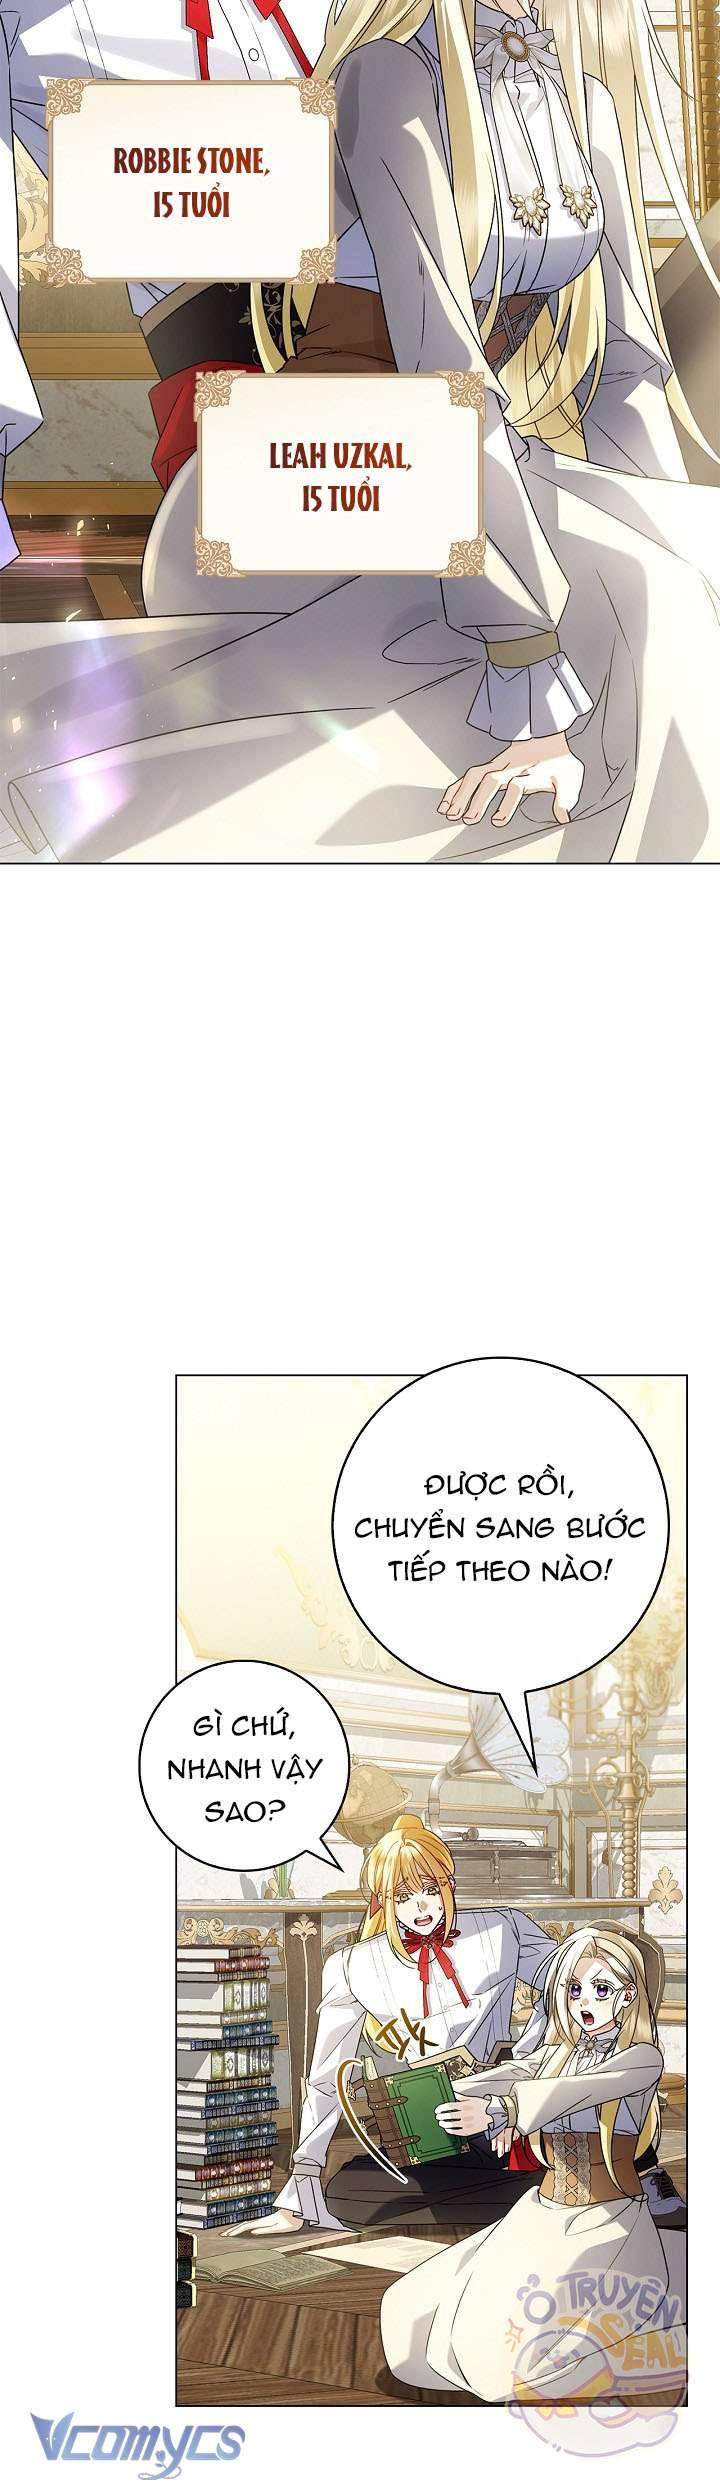 ROBBIE STONE,
15 TUỔI
LEAH UZKAL,
15 TUỔI
ĐƯỢC RỒI,
CHUYỂN SANG BƯỚC
TIẾP THEO NÀO!
GÌ CHỨ,
NHANH VẬY
SAO?
Ổ TRUYỆN
SEAL
Vcomycs